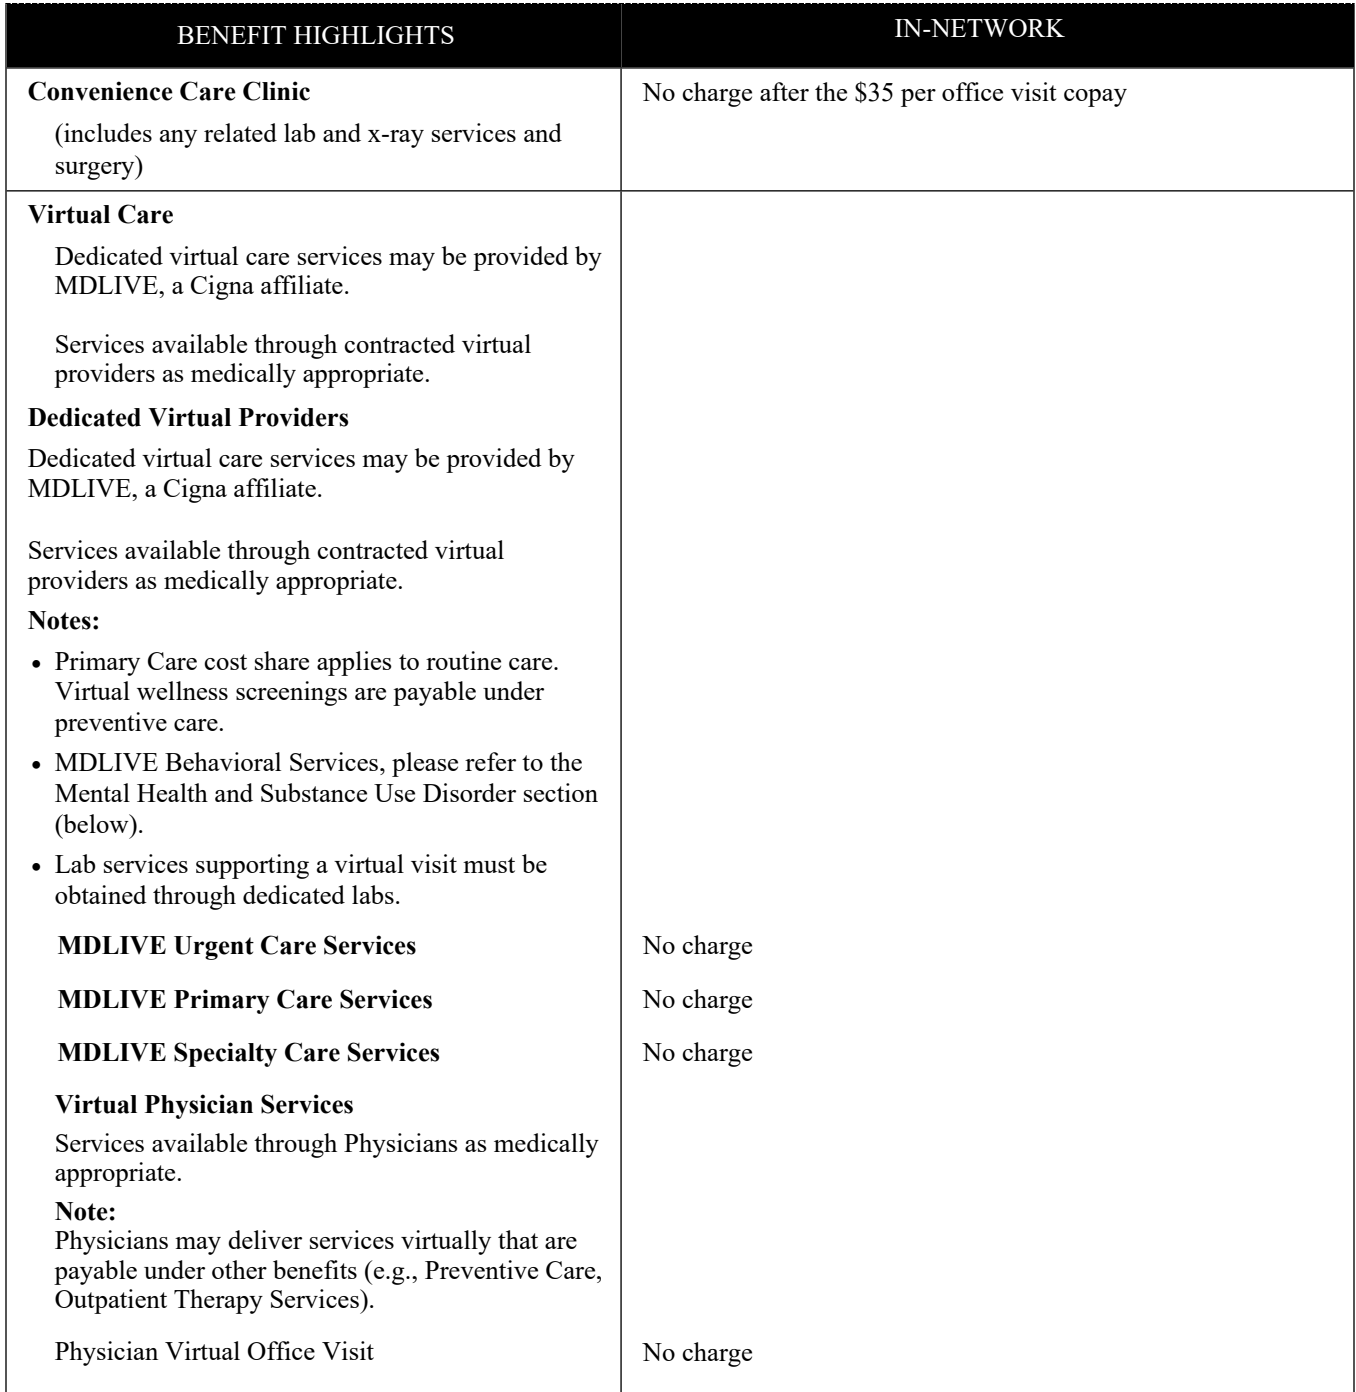 BENEFIT HIGHLIGHTS
IN-NETWORK
Convenience Care Clinic
No charge after the $35 per office visit copay
(includes any related lab and x-ray services and
surgery)
Virtual Care
Dedicated virtual care services may be provided by
MDLIVE, a Cigna affiliate.
Services available through contracted virtual
providers as medically appropriate.
Dedicated Virtual Providers
Dedicated virtual care services may be provided by
MDLIVE, a Cigna affiliate.
Services available through contracted virtual
providers as medically appropriate.
Notes:
• Primary Care cost share applies to routine care.
Virtual wellness screenings are payable under
preventive care.
• MDLIVE Behavioral Services, please refer to the
Mental Health and Substance Use Disorder section
(below).
• Lab services supporting a virtual visit must be
obtained through dedicated labs.
MDLIVE Urgent Care Services
No charge
MDLIVE Primary Care Services
No charge
MDLIVE Specialty Care Services
No charge
Virtual Physician Services
Services available through Physicians as medically
appropriate.
Note:
Physicians may deliver services virtually that are
payable under other benefits (e.g., Preventive Care,
Outpatient Therapy Services).
Physician Virtual Office Visit
No charge